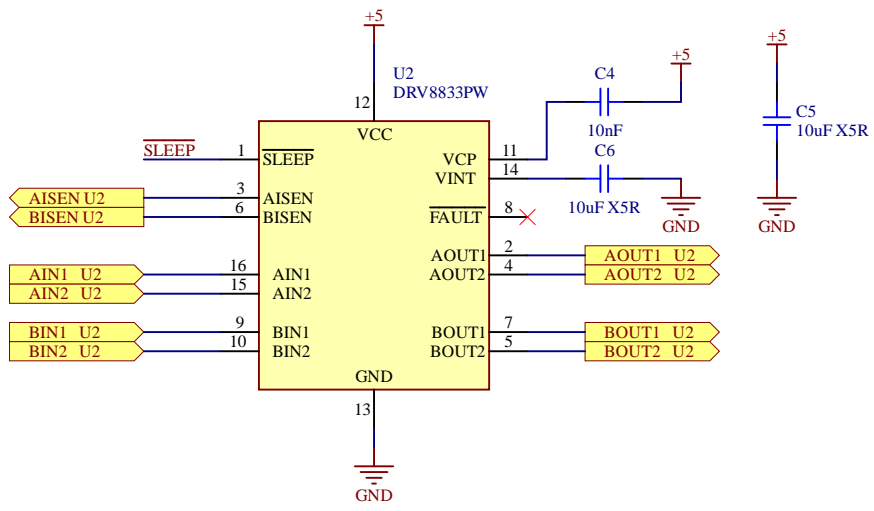 +5
U2
DRV8833PW
12
VCC
C4
10nF
+5
+5
C5
10uF X5R
SLEEP
1
SLEEP
VCP
11
VINT
14
C6
10uF X5R
GND
GND
AISEN U2
3
AISEN
BISEN U2
6
BISEN
FAULT
8
AOUT1
2
AOUT1 U2
AOUT2
4
AOUT2 U2
AIN1 U2
16
AIN1
AIN2 U2
15
AIN2
BIN1 U2
9
BIN1
BIN2 U2
10
BIN2
BOUT1
7
BOUT1 U2
BOUT2
5
BOUT2 U2
GND
13
GND